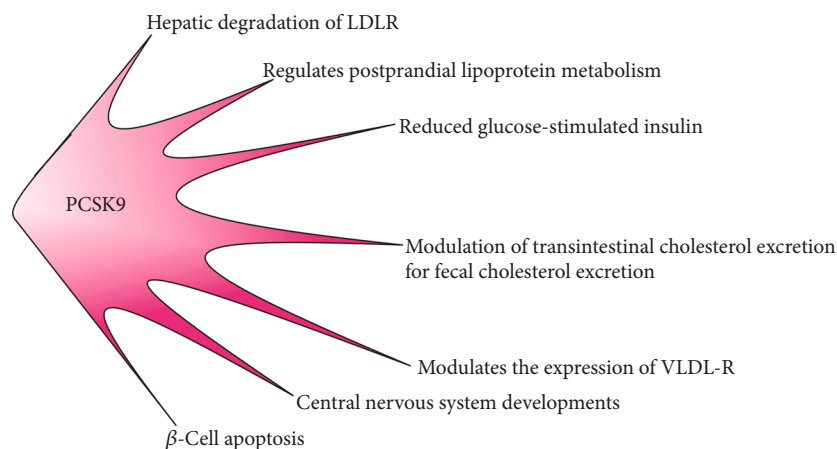 Hepatic degradation of LDLR
Regulates postprandial lipoprotein metabolism
Reduced glucose-stimulated insulin
PCSK9
Modulation of transintestinal cholesterol excretion
for fecal cholesterol excretion
Modulates the expression of VLDL-R
Central nervous system developments
β-Cell apoptosis